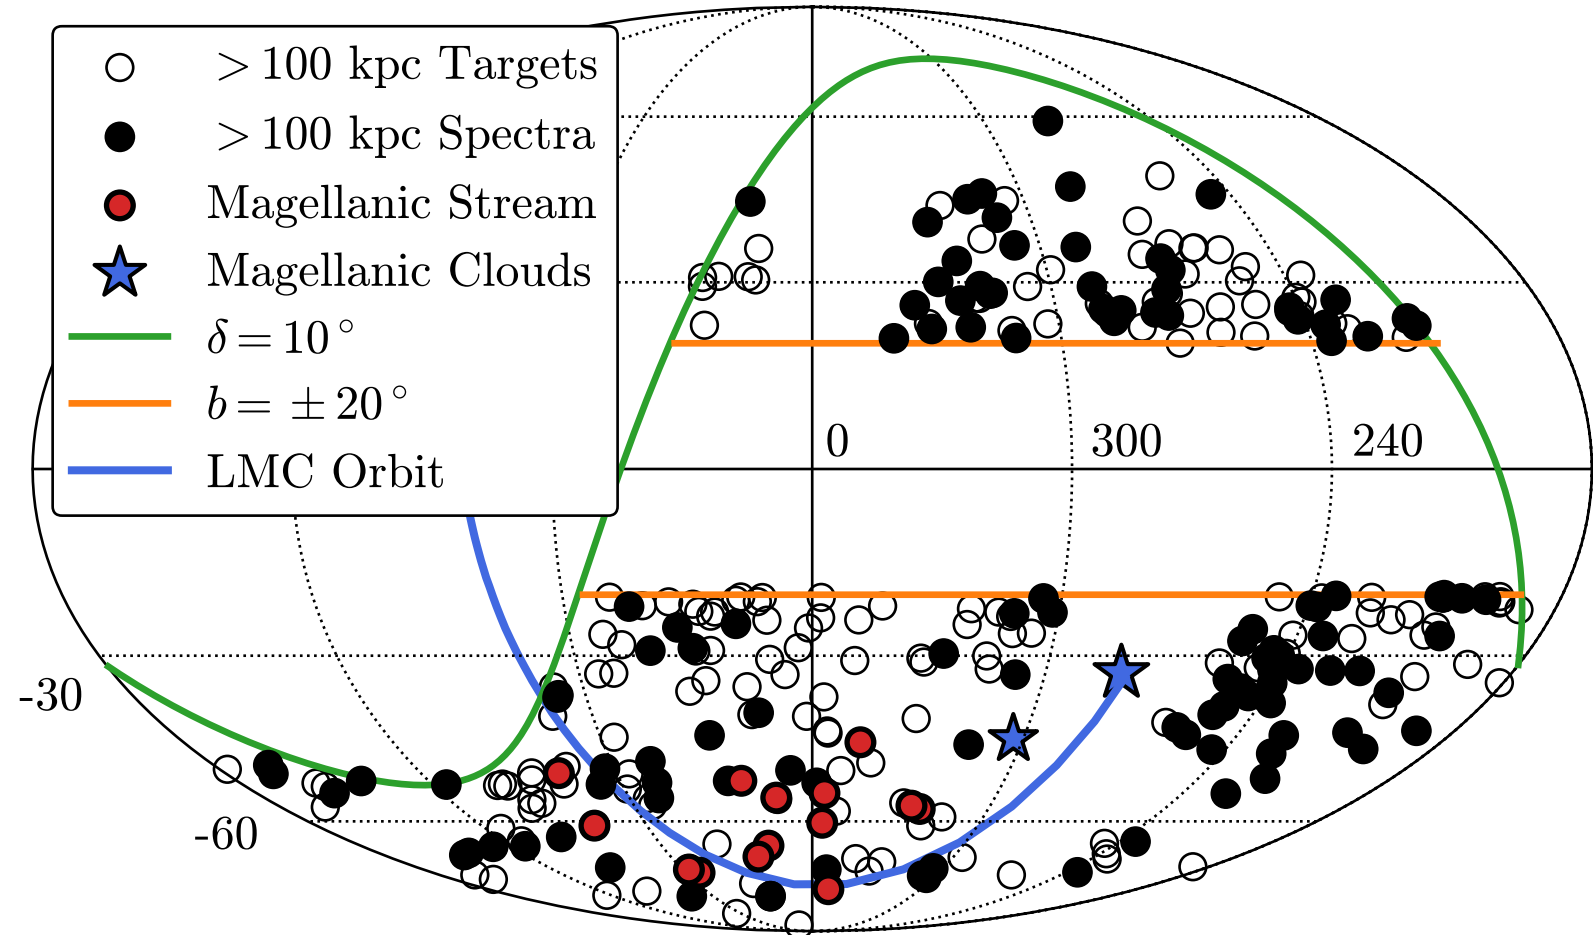 > 100 kpc Targets
> 100 kpc Spectra
Magellanic Stream
Magellanic Clouds
δ = 10°
b = ± 20°
LMC Orbit
0 300 240
-30
-60